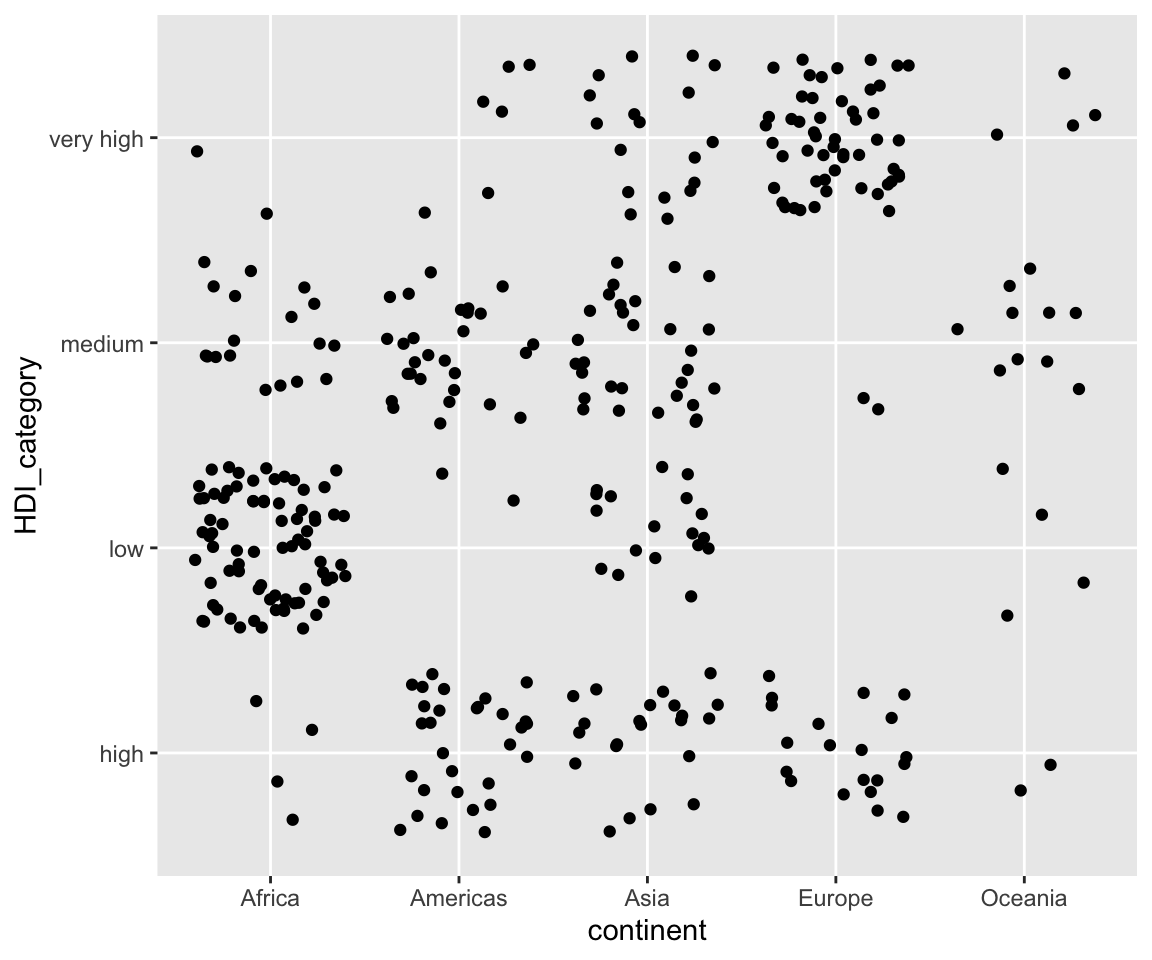 HDI_category
very high
medium
low
high
Africa
Americas
Asia
Europe
Oceania
continent